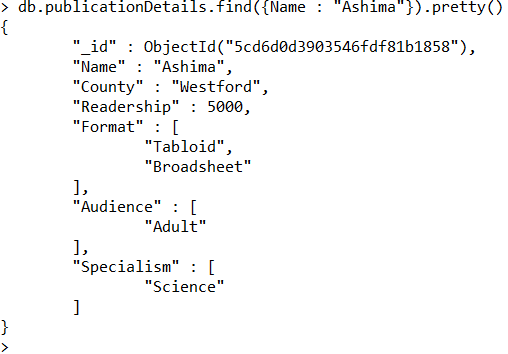 > db.publicationDetails.find({Name : "Ashima"}).pretty()
{
        "_id" : ObjectId("5cd6d0d3903546fdf81b1858"),
        "Name" : "Ashima",
        "County" : "Westford",
        "Readership" : 5000,
        "Format" : [
                "Tabloid",
                "Broadsheet"
        ],
        "Audience" : [
                "Adult"
        ],
        "Specialism" : [
                "Science"
        ]
}
>